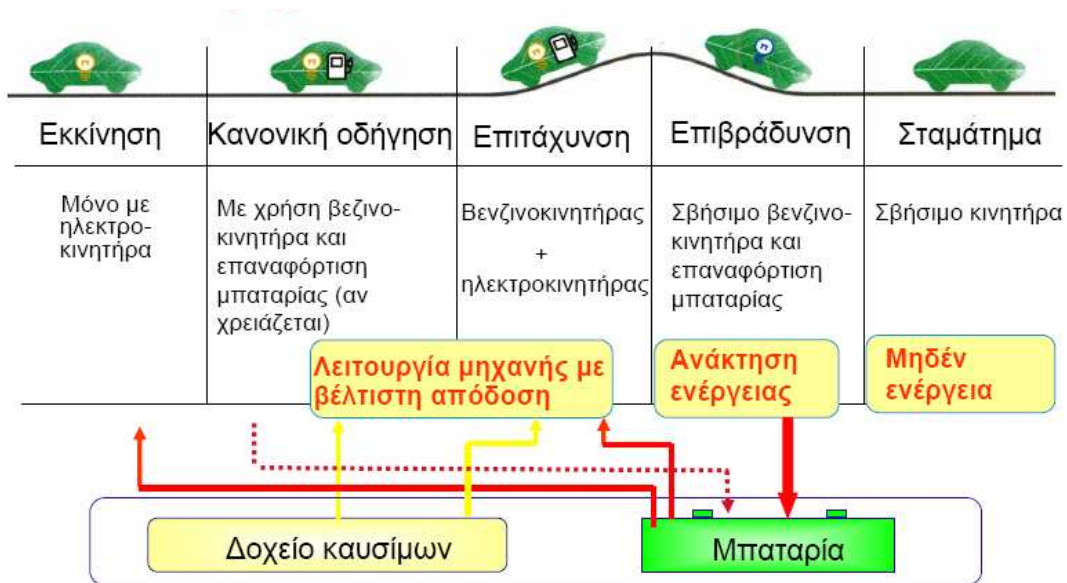 Εκκίνηση
Κανονική οδήγηση
Επιτάχυνση
Επιβράδυνση
Σταμάτημα
Μόνο με
ηλεκτρο-
κινητήρα
Με χρήση βεζινο-
κινητήρα και
επαναφόρτιση
μπαταρίας (αν
χρειάζεται)
Βενζινοκινητήρας
+
ηλεκτροκινητήρας
Σβήσιμο βενζινο-
κινητήρα και
επαναφόρτιση
μπαταρίας
Σβήσιμο κινητήρα
Λειτουργία μηχανής με
βέλτιστη απόδοση
Ανάκτηση
ενέργειας
Μηδέν
ενέργεια
Δοχείο καυσίμων
Μπαταρία